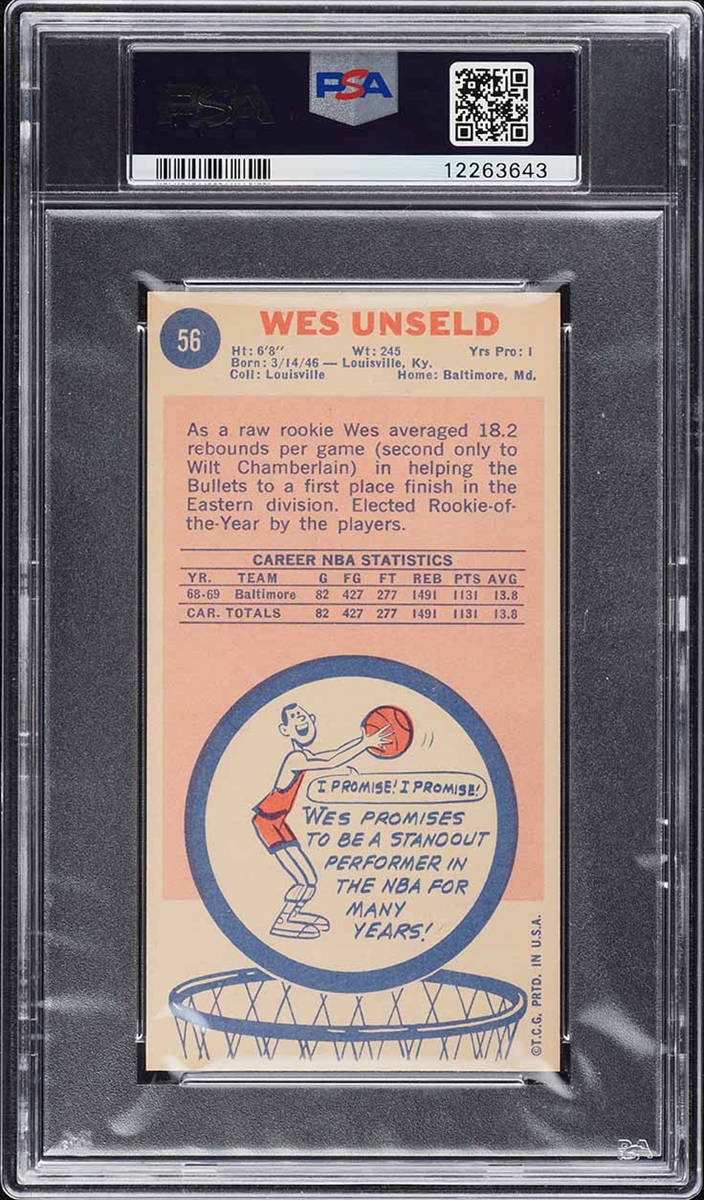 PSA
PSA
12263643
56
WES UNSELD
Ht: 6'8" Wt: 245 Yrs Pro: 1
Born: 3/14/46 — Louisville, Ky.
Coll: Louisville Home: Baltimore, Md.
As a raw rookie Wes averaged 18.2
rebounds per game (second only to
Wilt Chamberlain) in helping the
Bullets to a first place finish in the
Eastern division. Elected Rookie-of-
the-Year by the players.
CAREER NBA STATISTICS
YR. TEAM G FG FT REB PTS AVG
68-69 Baltimore 82 427 277 1491 1131 13.8
CAR. TOTALS 82 427 277 1491 1131 13.8
I PROMISE! I PROMISE!
WES PROMISES
TO BE A STANDOUT
PERFORMER IN
THE NBA FOR
MANY
YEARS!
©T.C.G. PRTD. IN U.S.A.